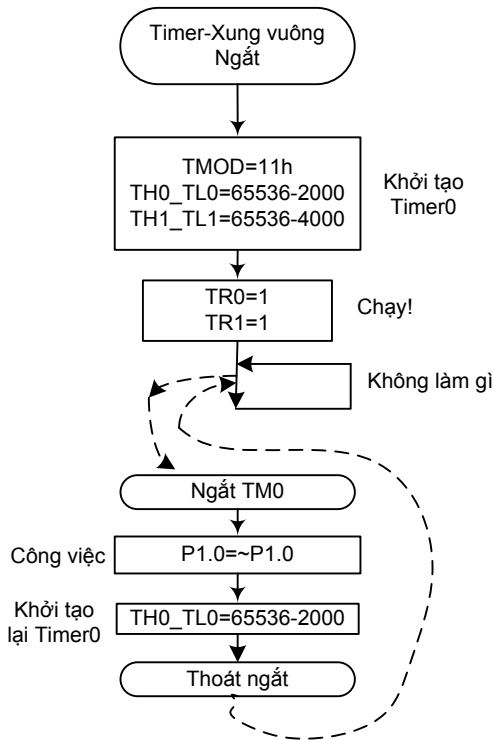 Timer-Xung vuông
Ngắt
TMOD=11h
TH0_TL0=65536-2000
TH1_TL1=65536-4000
Khởi tạo
Timer0
TR0=1
TR1=1
Chạy!
Không làm gì
Ngắt TM0
Công việc
P1.0=~P1.0
Khởi tạo
lại Timer0
TH0_TL0=65536-2000
Thoát ngắt